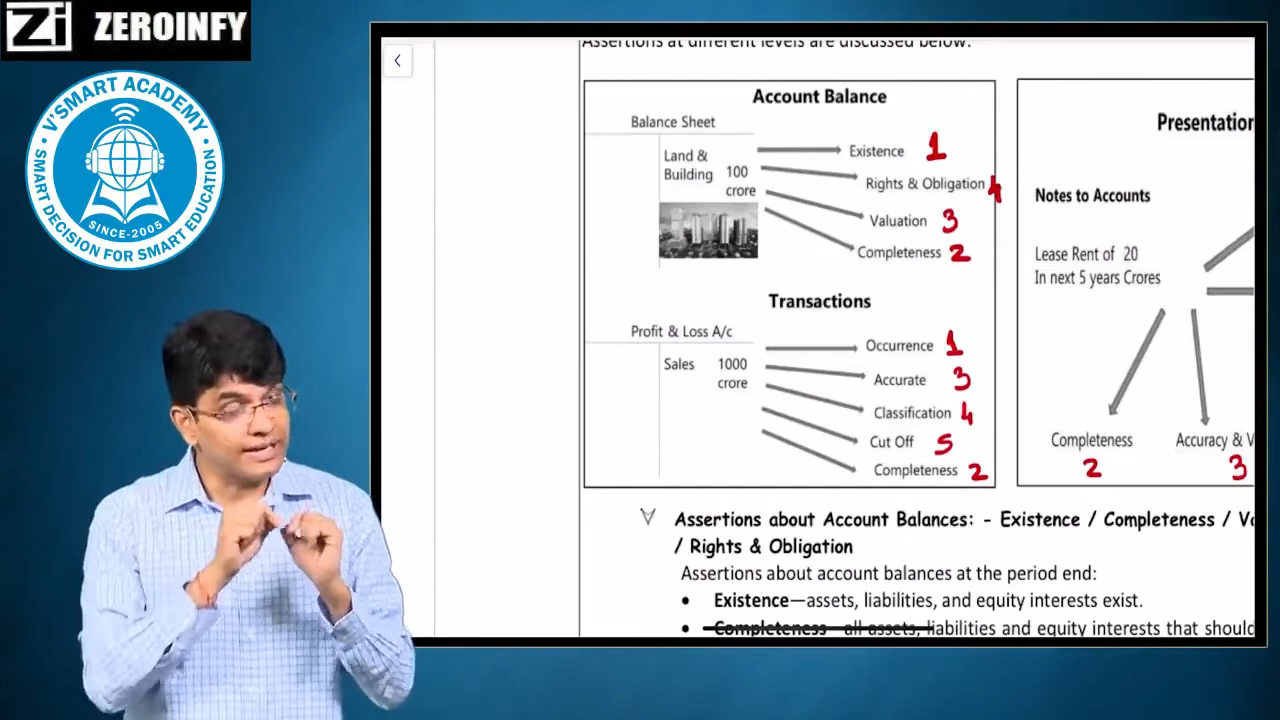 Zi ZEROINFY
V'SMART ACADEMY
SMART DECISION FOR SMART EDUCATION
SINCE-2005
Assertions at different levels are discussed below:
Account Balance
Balance Sheet
Land &
Building 100
crore
Existence 1
Rights & Obligation 4
Valuation 3
Completeness 2
Transactions
Profit & Loss A/c
Sales 1000
crore
Occurrence 1
Accurate 3
Classification 4
Cut Off 5
Completeness 2
Presentation
Notes to Accounts
Lease Rent of 20
In next 5 years Crores
Completeness Accuracy & V
2 3
Assertions about Account Balances: - Existence / Completeness / Va
/ Rights & Obligation
Assertions about account balances at the period end:
• Existence—assets, liabilities, and equity interests exist.
• Completeness—all assets, liabilities and equity interests that should